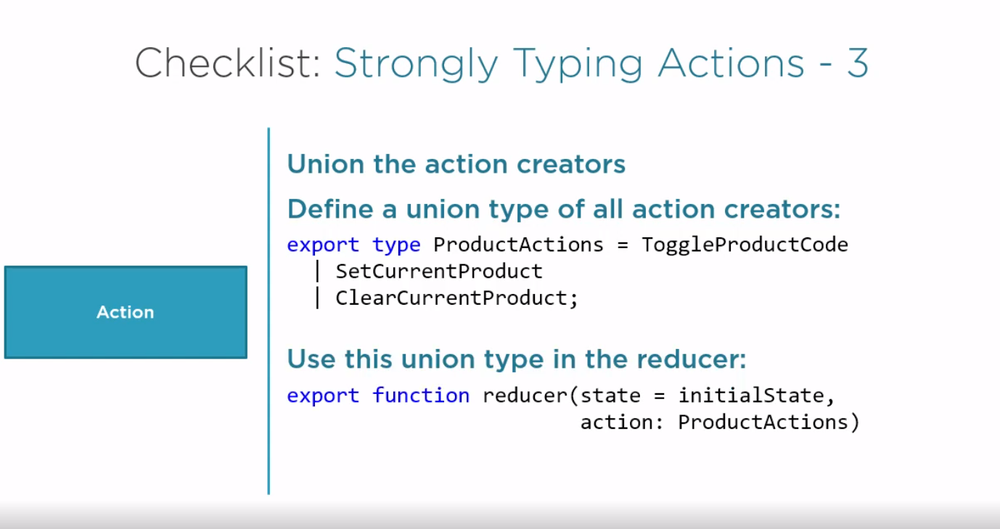 Checklist: Strongly Typing Actions - 3
Action
Union the action creators
Define a union type of all action creators:
export type ProductActions = ToggleProductCode
| SetCurrentProduct
| ClearCurrentProduct;
Use this union type in the reducer:
export function reducer(state = initialState,
action: ProductActions)